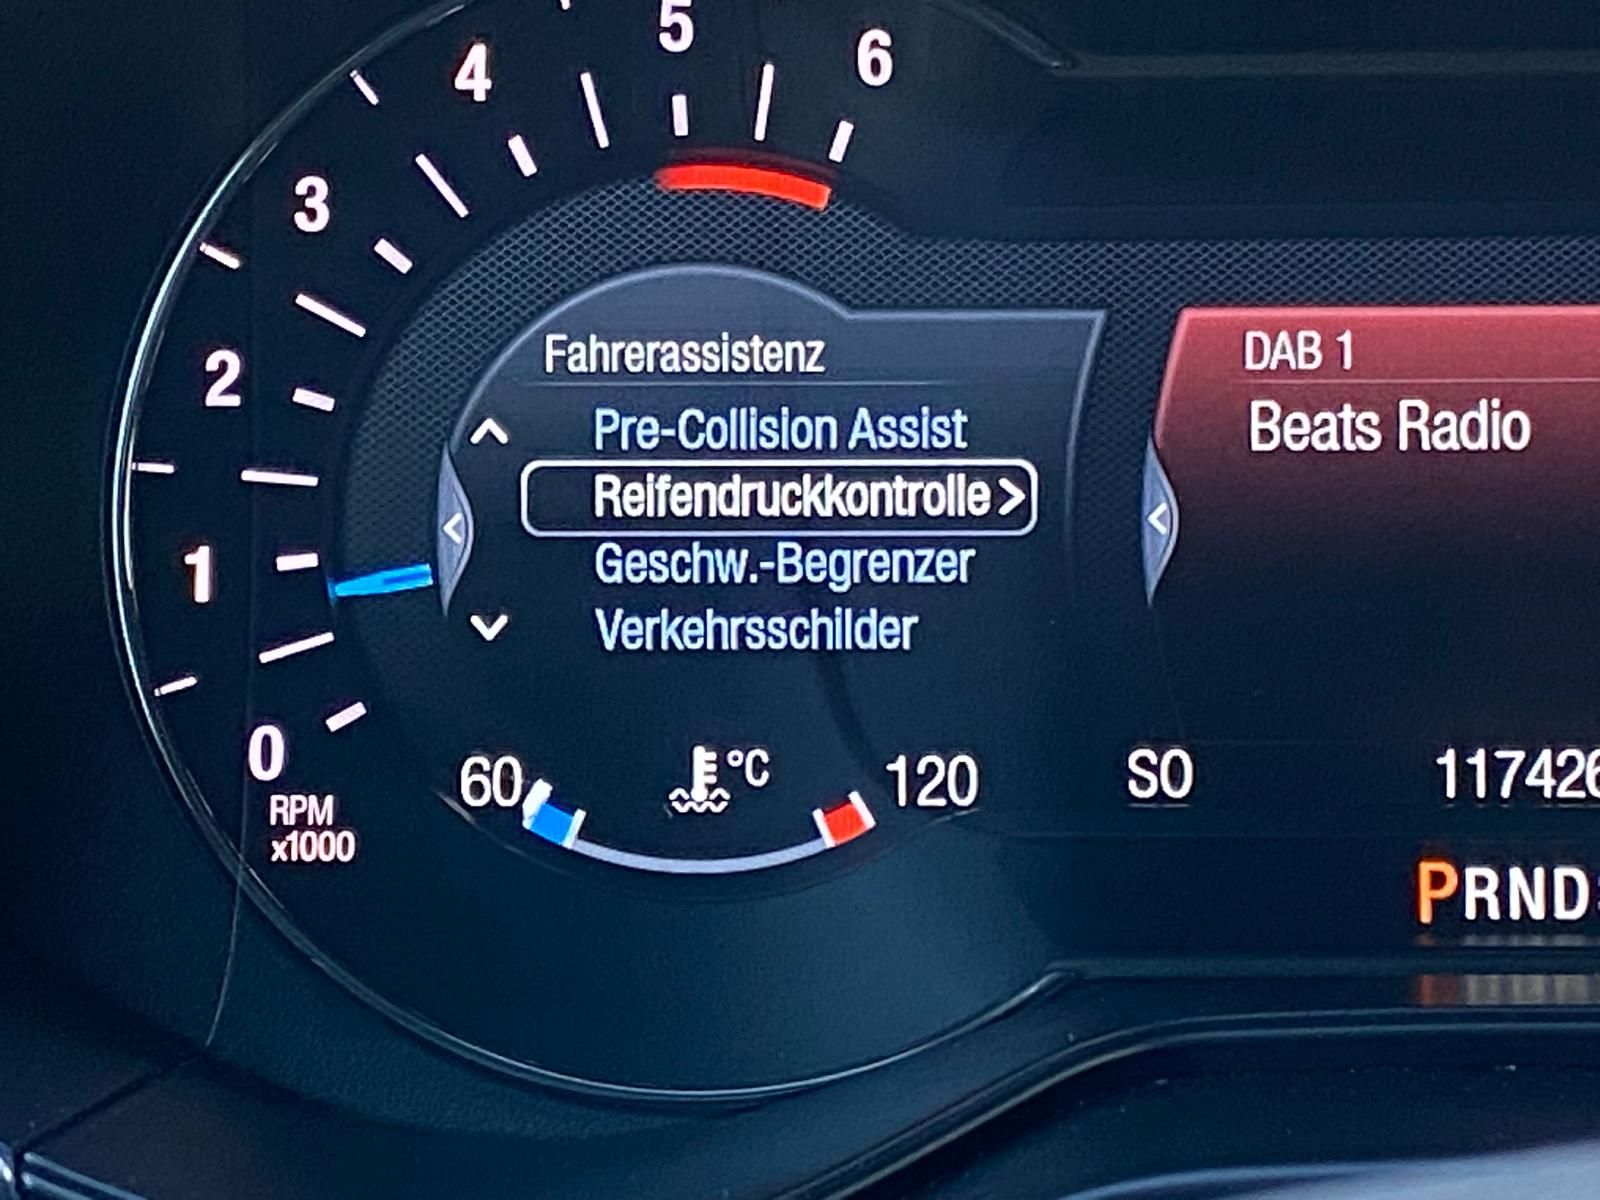 5
6
4
3
2
1
0
RPM
x1000
Fahrerassistenz
Pre-Collision Assist
Reifendruckkontrolle >
Geschw.-Begrenzer
Verkehrsschilder
60 °C 120
DAB 1
Beats Radio
SO 117426
PRND